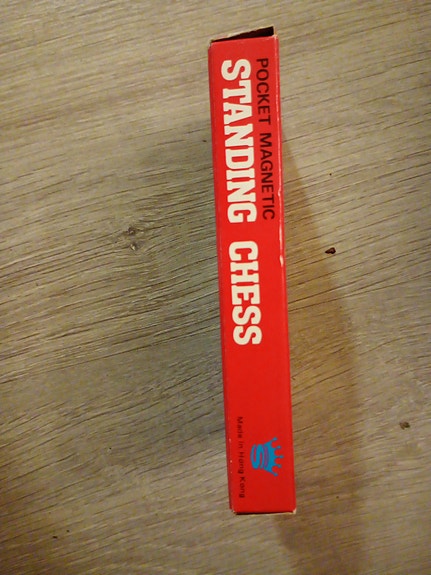 POCKET MAGNETIC
STANDING CHESS
Made in Hong Kong